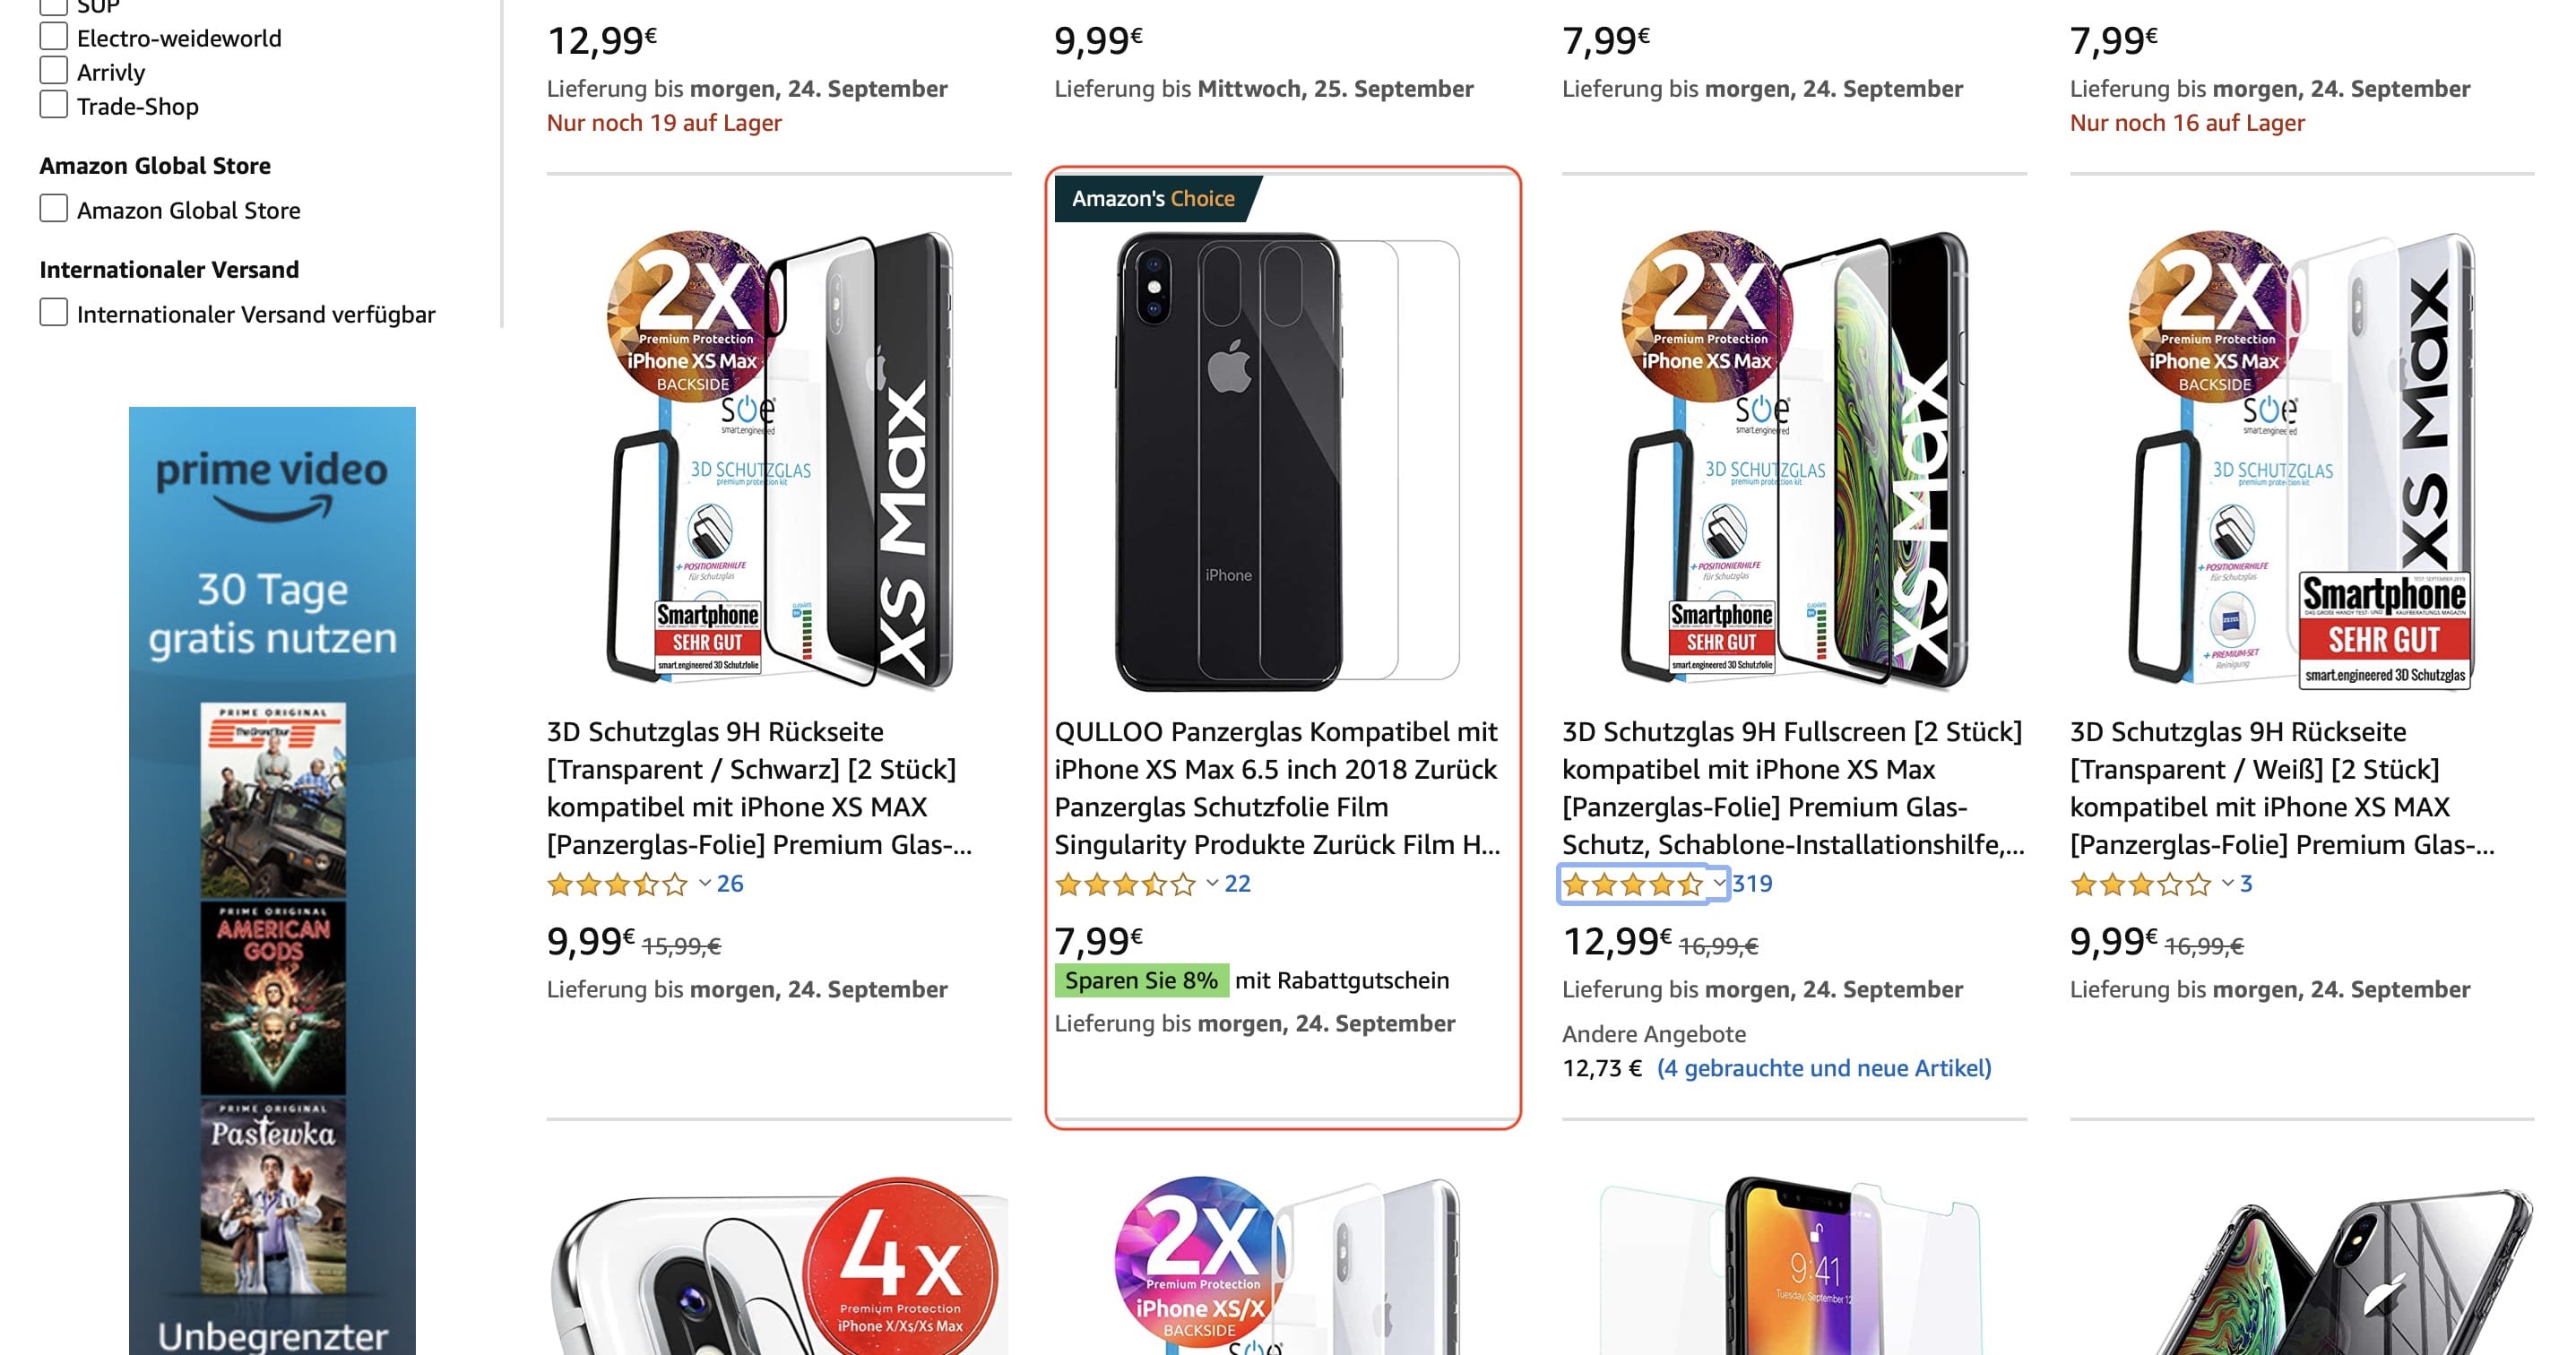 SUP
Electro-weideworld
Arrivly
Trade-Shop
Amazon Global Store
Amazon Global Store
Internationaler Versand
Internationaler Versand verfügbar
prime video
30 Tage
gratis nutzen
PRIME ORIGINAL
The Grand Tour
PRIME ORIGINAL
AMERICAN
GODS
PRIME ORIGINAL
Pastewka
Unbegrenzter
12,99€
Lieferung bis morgen, 24. September
Nur noch 19 auf Lager
9,99€
Lieferung bis Mittwoch, 25. September
7,99€
Lieferung bis morgen, 24. September
7,99€
Lieferung bis morgen, 24. September
Nur noch 16 auf Lager
2X
Premium Protection
iPhone XS Max
BACKSIDE
smart.engineered
3D SCHUTZGLAS
premium protection kit
+ POSITIONIERHILFE
für Schutzglas
Smartphone
SEHR GUT
smart.engineered 3D Schutzfolie
XS Max
3D Schutzglas 9H Rückseite
[Transparent / Schwarz] [2 Stück]
kompatibel mit iPhone XS MAX
[Panzerglas-Folie] Premium Glas-...
26
9,99€ 15,99,€
Lieferung bis morgen, 24. September
Amazon's Choice
iPhone
QULLOO Panzerglas Kompatibel mit
iPhone XS Max 6.5 inch 2018 Zurück
Panzerglas Schutzfolie Film
Singularity Produkte Zurück Film H...
22
7,99€
Sparen Sie 8% mit Rabattgutschein
Lieferung bis morgen, 24. September
2X
Premium Protection
iPhone XS Max
smart.engineered
3D SCHUTZGLAS
premium protection kit
+ POSITIONIERHILFE
für Schutzglas
Smartphone
SEHR GUT
smart.engineered 3D Schutzfolie
XS Max
3D Schutzglas 9H Fullscreen [2 Stück]
kompatibel mit iPhone XS Max
[Panzerglas-Folie] Premium Glas-
Schutz, Schablone-Installationshilfe,...
319
12,99€ 16,99,€
Lieferung bis morgen, 24. September
Andere Angebote
12,73 € (4 gebrauchte und neue Artikel)
2X
Premium Protection
iPhone XS Max
BACKSIDE
smart.engineered
3D SCHUTZGLAS
premium protection kit
+ POSITIONIERHILFE
für Schutzglas
ZEISS
+ PREMIUM-SET
Reinigung
XS Max
Smartphone
SEHR GUT
smart.engineered 3D Schutzglas
3D Schutzglas 9H Rückseite
[Transparent / Weiß] [2 Stück]
kompatibel mit iPhone XS MAX
[Panzerglas-Folie] Premium Glas-...
3
9,99€ 16,99,€
Lieferung bis morgen, 24. September
4x
Premium Protection
iPhone X/Xs/Xs Max
2X
Premium Protection
iPhone XS/X
BACKSIDE
9:41
Tuesday, September 12